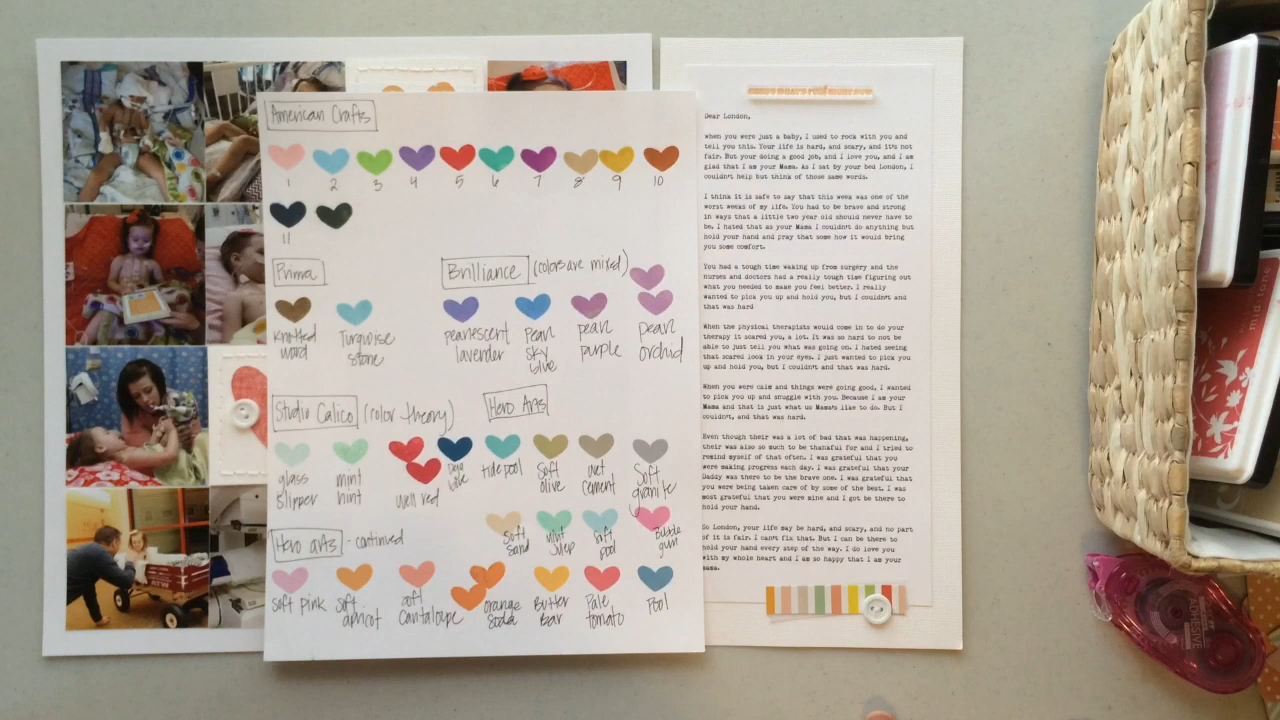 American Crafts
1 2 3 4 5 6 7 8 9 10
11
Prima
Brilliance (colors are mixed)
knotted wood
Turquoise stone
pearlescent lavender
Pearl sky blue
pearl purple
pearl orchid
Studio Calico (color theory)
Hero Arts
glass slipper
mint hint
well red
tide pool
Soft olive
wet cement
Soft granite
Soft sand
mint julep
soft pool
Bubble gum
Hero arts - continued
soft pink
soft apricot
soft cantaloupe
orange soda
Butter Bar
Pale tomato
Pool
Dear London,
when you were just a baby, I used to rock with you and
tell you this. Your life is hard, and scary, and it's not
fair. But your doing a good job, and I love you, and I am
glad that I am your Mama. As I sat by your bed London, I
couldn't help but think of those same words.
I think it is safe to say that this week was one of the
worst weeks of my life. You had to be brave and strong
in ways that a little two year old should never have to
be. I hated that as your Mama I couldn't do anything but
hold your hand and pray that some how it would bring
you some comfort.
You had a tough time waking up from surgery and the
nurses and doctors had a really tough time figuring out
what you needed to make you feel better. I really
wanted to pick you up and hold you, but I couldn't and
that was hard
When the physical therapists would come in to do your
therapy it scared you, a lot. It was so hard to not be
able to just tell you what was going on. I hated seeing
that scared look in your eyes. I just wanted to pick you
up and hold you, but I couldn't and that was hard.
When you were calm and things were going good, I wanted
to pick you up and snuggle with you. Because I am your
Mama and that is just what us Mama's like to do. But I
couldn't, and that was hard.
Even though their was a lot of bad that was happening,
their was also so much to be thankful for and I tried to
remind myself of that often. I was grateful that you
were making progress each day. I was grateful that your
Daddy was there to be the brave one. I was grateful that
you were being taken care of by some of the best. I was
most grateful that you were mine and I got be there to
hold your hand.
So London, your life may be hard, and scary, and no part
of it is fair. I can't fix that. But I can be there to
hold your hand every step of the way. I do love you
with my whole heart and I am so happy that I am your
mama.
mid tone
ADHESIVE